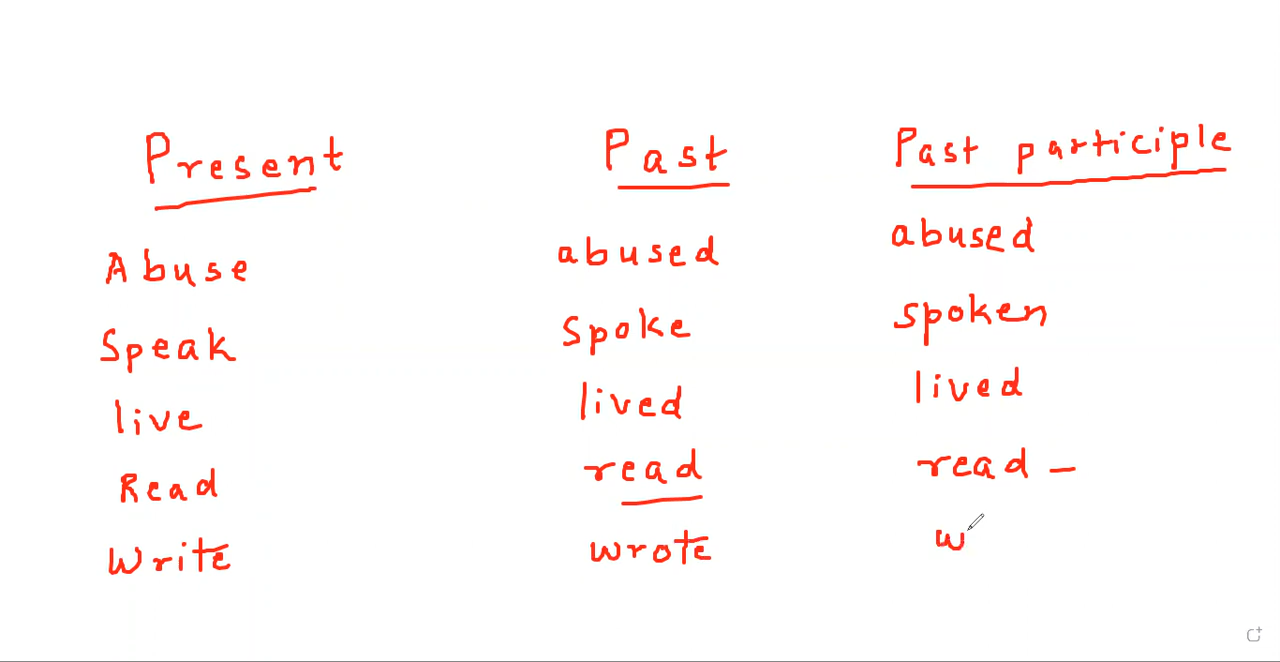 Present Past Past participle
Abuse abused abused
Speak spoke spoken
live lived lived
Read read read –
Write wrote w